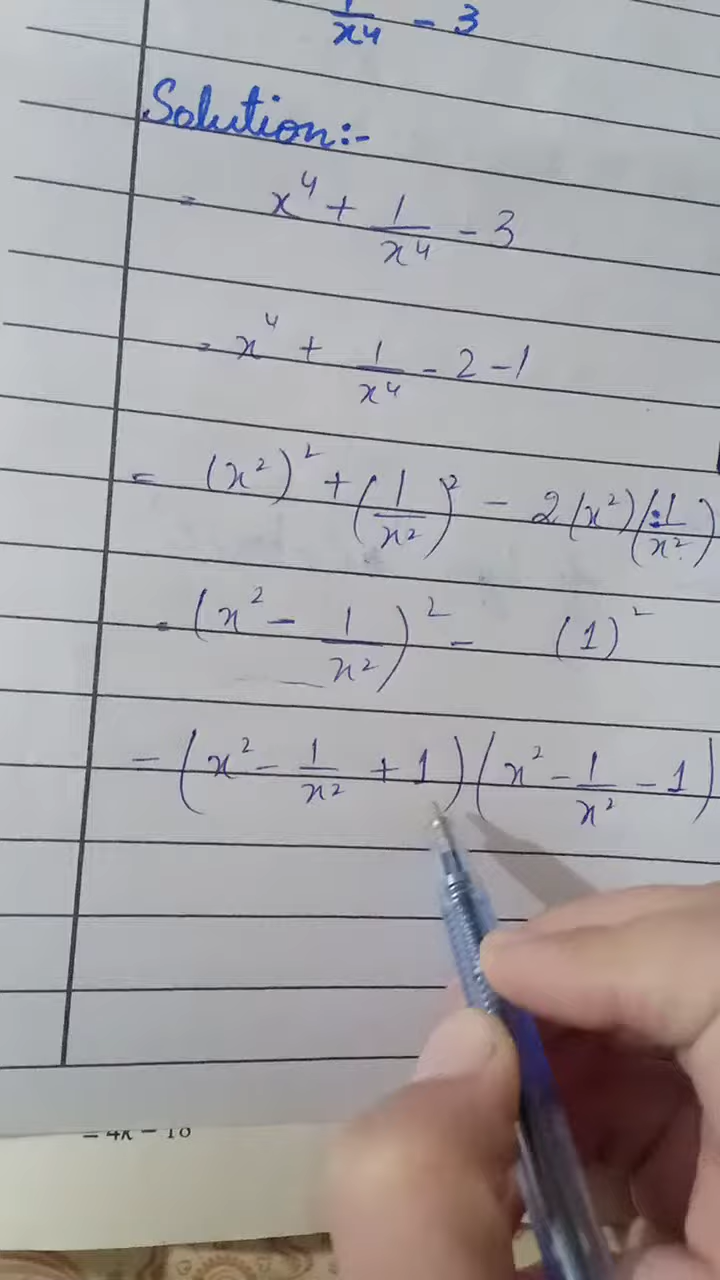 1/x⁴ - 3
Solution:-
= x⁴ + 1/x⁴ - 3
= x⁴ + 1/x⁴ - 2 - 1
= (x²)² + (1/x²)² - 2(x²)(1/x²)
= (x² - 1/x²)² - (1)²
= (x² - 1/x² + 1)(x² - 1/x² - 1)
= 4x - 16